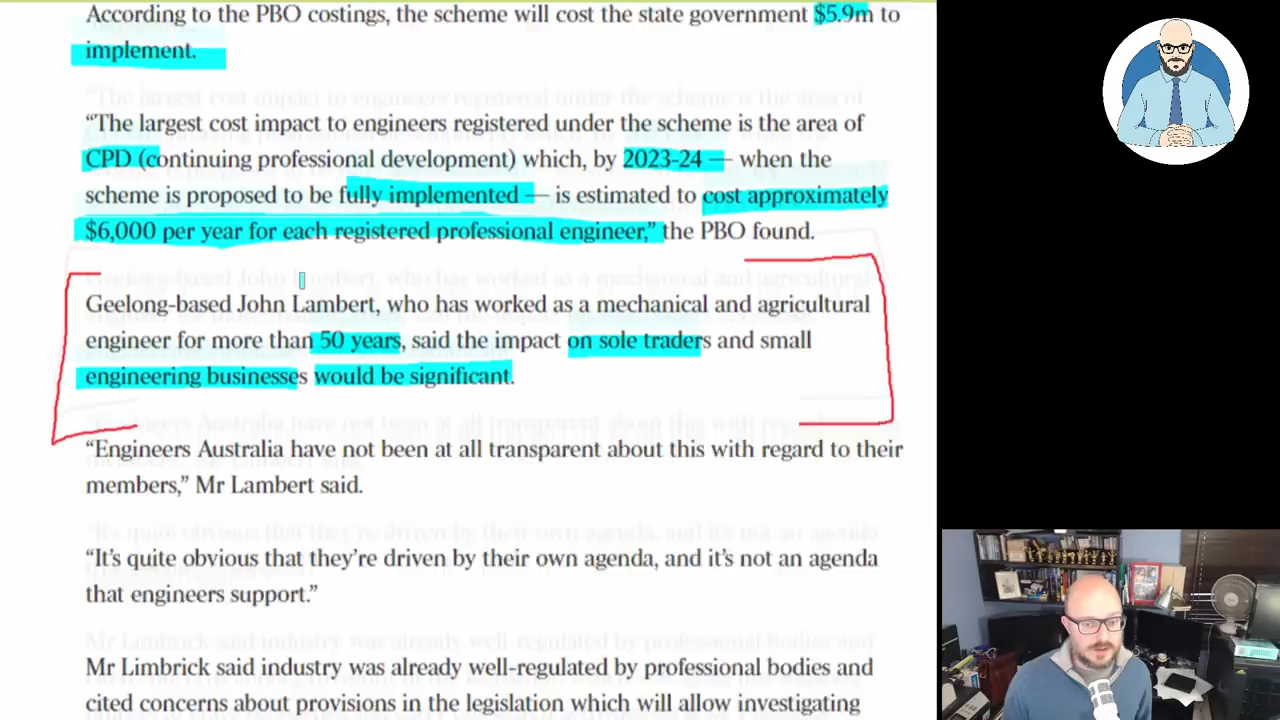 According to the PBO costings, the scheme will cost the state government $5.9m to
implement.
“The largest cost impact to engineers registered under the scheme is the area of
CPD (continuing professional development) which, by 2023-24 — when the
scheme is proposed to be fully implemented — is estimated to cost approximately
$6,000 per year for each registered professional engineer,” the PBO found.
Geelong-based John Lambert, who has worked as a mechanical and agricultural
engineer for more than 50 years, said the impact on sole traders and small
engineering businesses would be significant.
“Engineers Australia have not been at all transparent about this with regard to their
members,” Mr Lambert said.
“It’s quite obvious that they’re driven by their own agenda, and it’s not an agenda
that engineers support.”
Mr Limbrick said industry was already well-regulated by professional bodies and
cited concerns about provisions in the legislation which will allow investigating